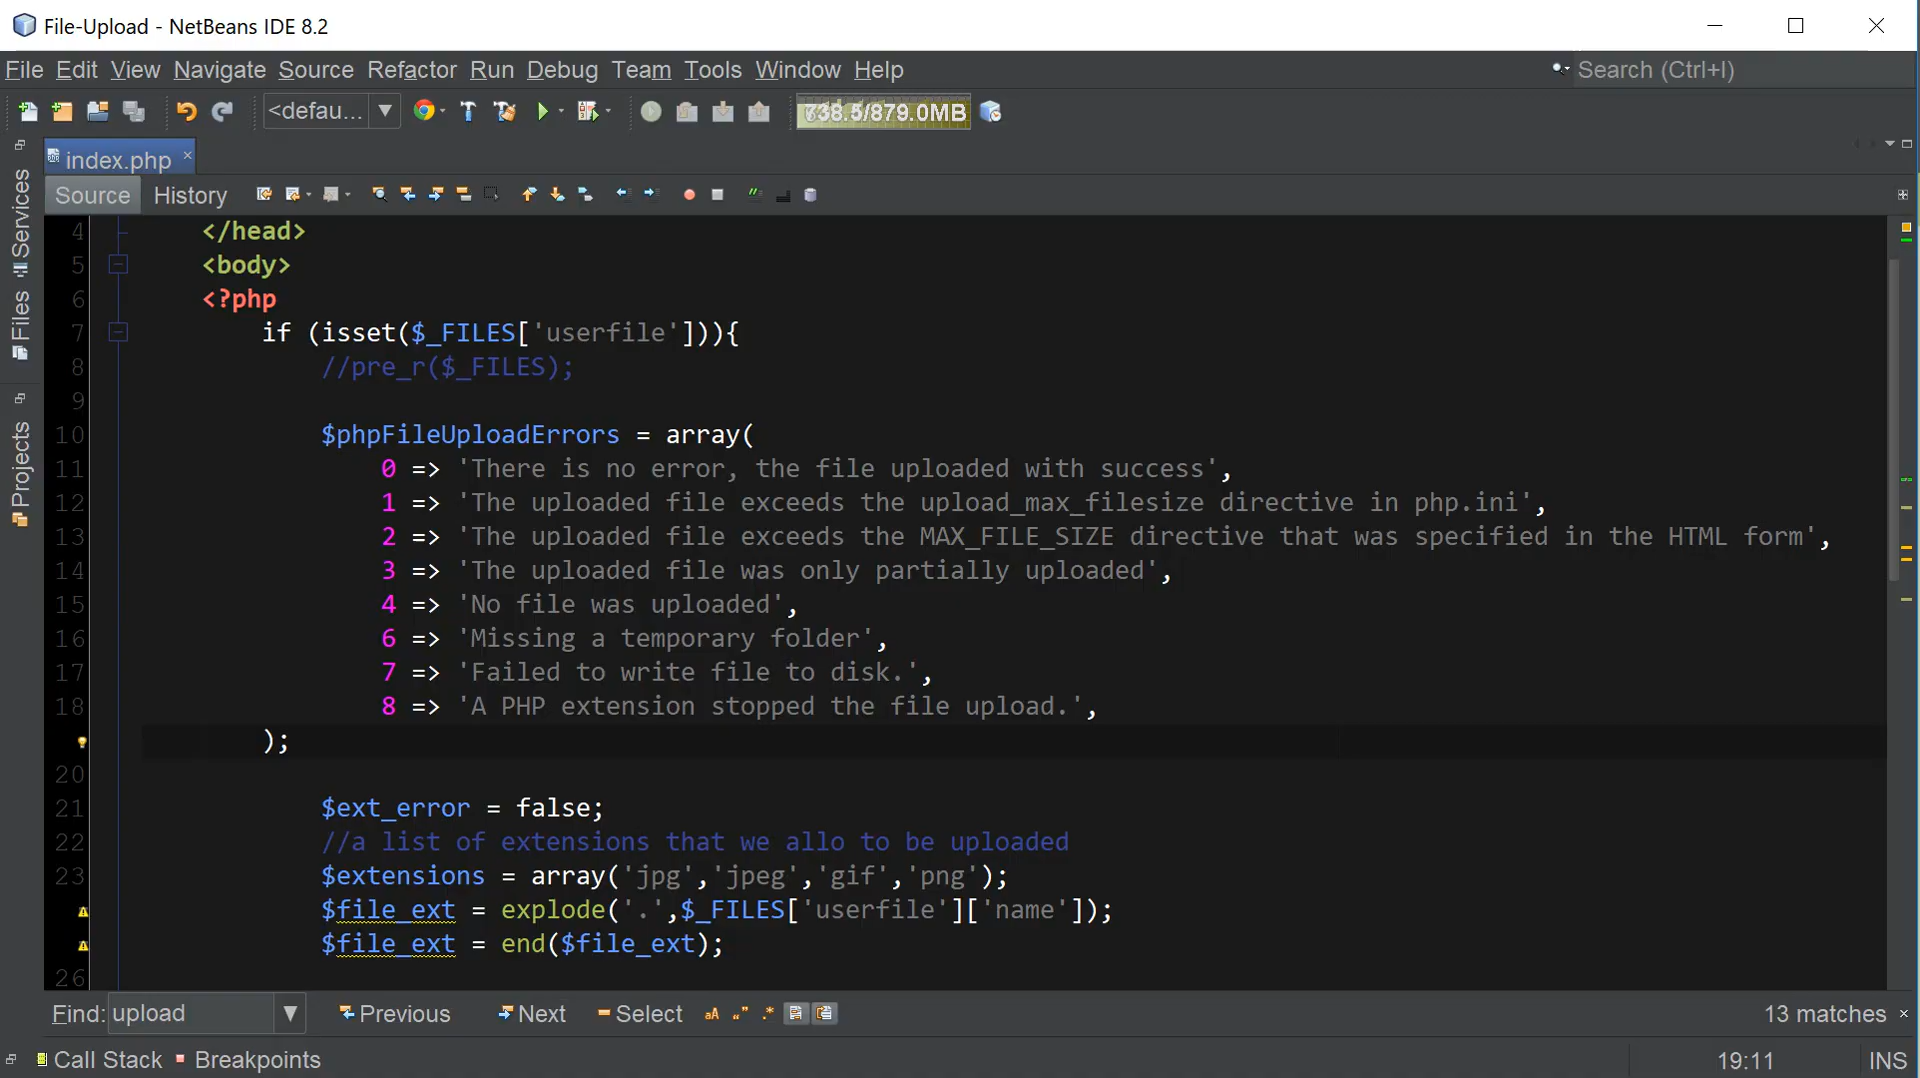 File-Upload - NetBeans IDE 8.2
File Edit View Navigate Source Refactor Run Debug Team Tools Window Help
Search (Ctrl+I)
<defau...
738.5/879.0MB
index.php
Source History
Services
Files
Projects
4 </head>
5 <body>
6 <?php
7 if (isset($_FILES['userfile'])){
8 //pre_r($_FILES);
9
10 $phpFileUploadErrors = array(
11 0 => 'There is no error, the file uploaded with success',
12 1 => 'The uploaded file exceeds the upload_max_filesize directive in php.ini',
13 2 => 'The uploaded file exceeds the MAX_FILE_SIZE directive that was specified in the HTML form',
14 3 => 'The uploaded file was only partially uploaded',
15 4 => 'No file was uploaded',
16 6 => 'Missing a temporary folder',
17 7 => 'Failed to write file to disk.',
18 8 => 'A PHP extension stopped the file upload.',
);
20
21 $ext_error = false;
22 //a list of extensions that we allo to be uploaded
23 $extensions = array('jpg','jpeg','gif','png');
$file_ext = explode('.',$_FILES['userfile']['name']);
$file_ext = end($file_ext);
26
Find: upload Previous Next Select 13 matches
Call Stack Breakpoints 19:11 INS